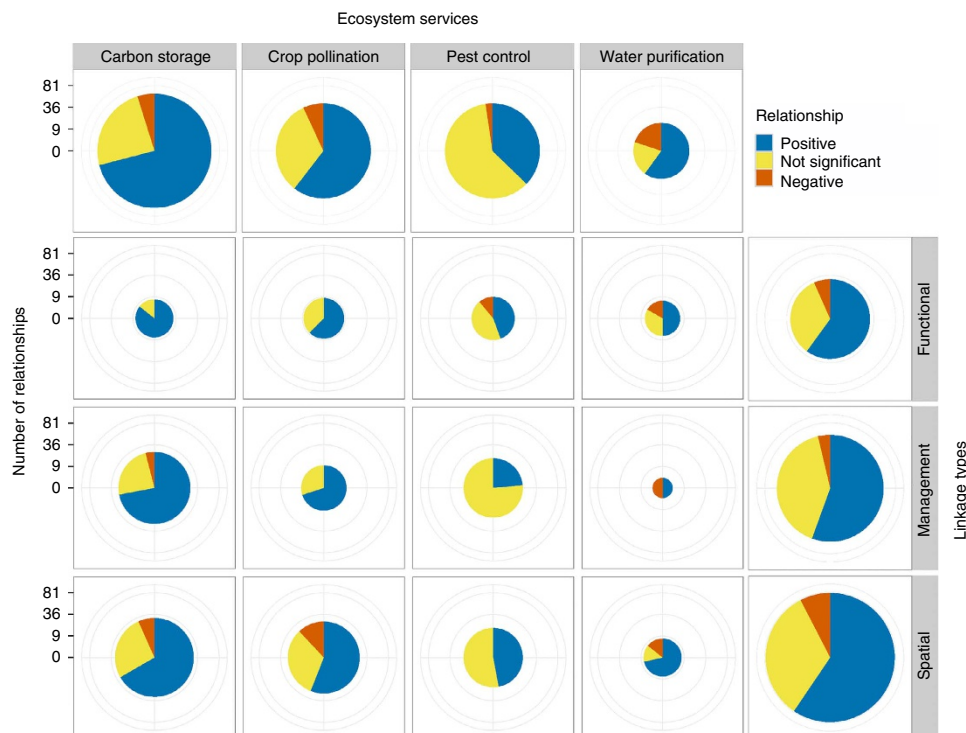 Ecosystem services
Carbon storage
Crop pollination
Pest control
Water purification
81
36
9
0
Relationship
Positive
Not significant
Negative
81
36
9
0
Functional
Number of relationships
81
36
9
0
Management
Linkage types
81
36
9
0
Spatial